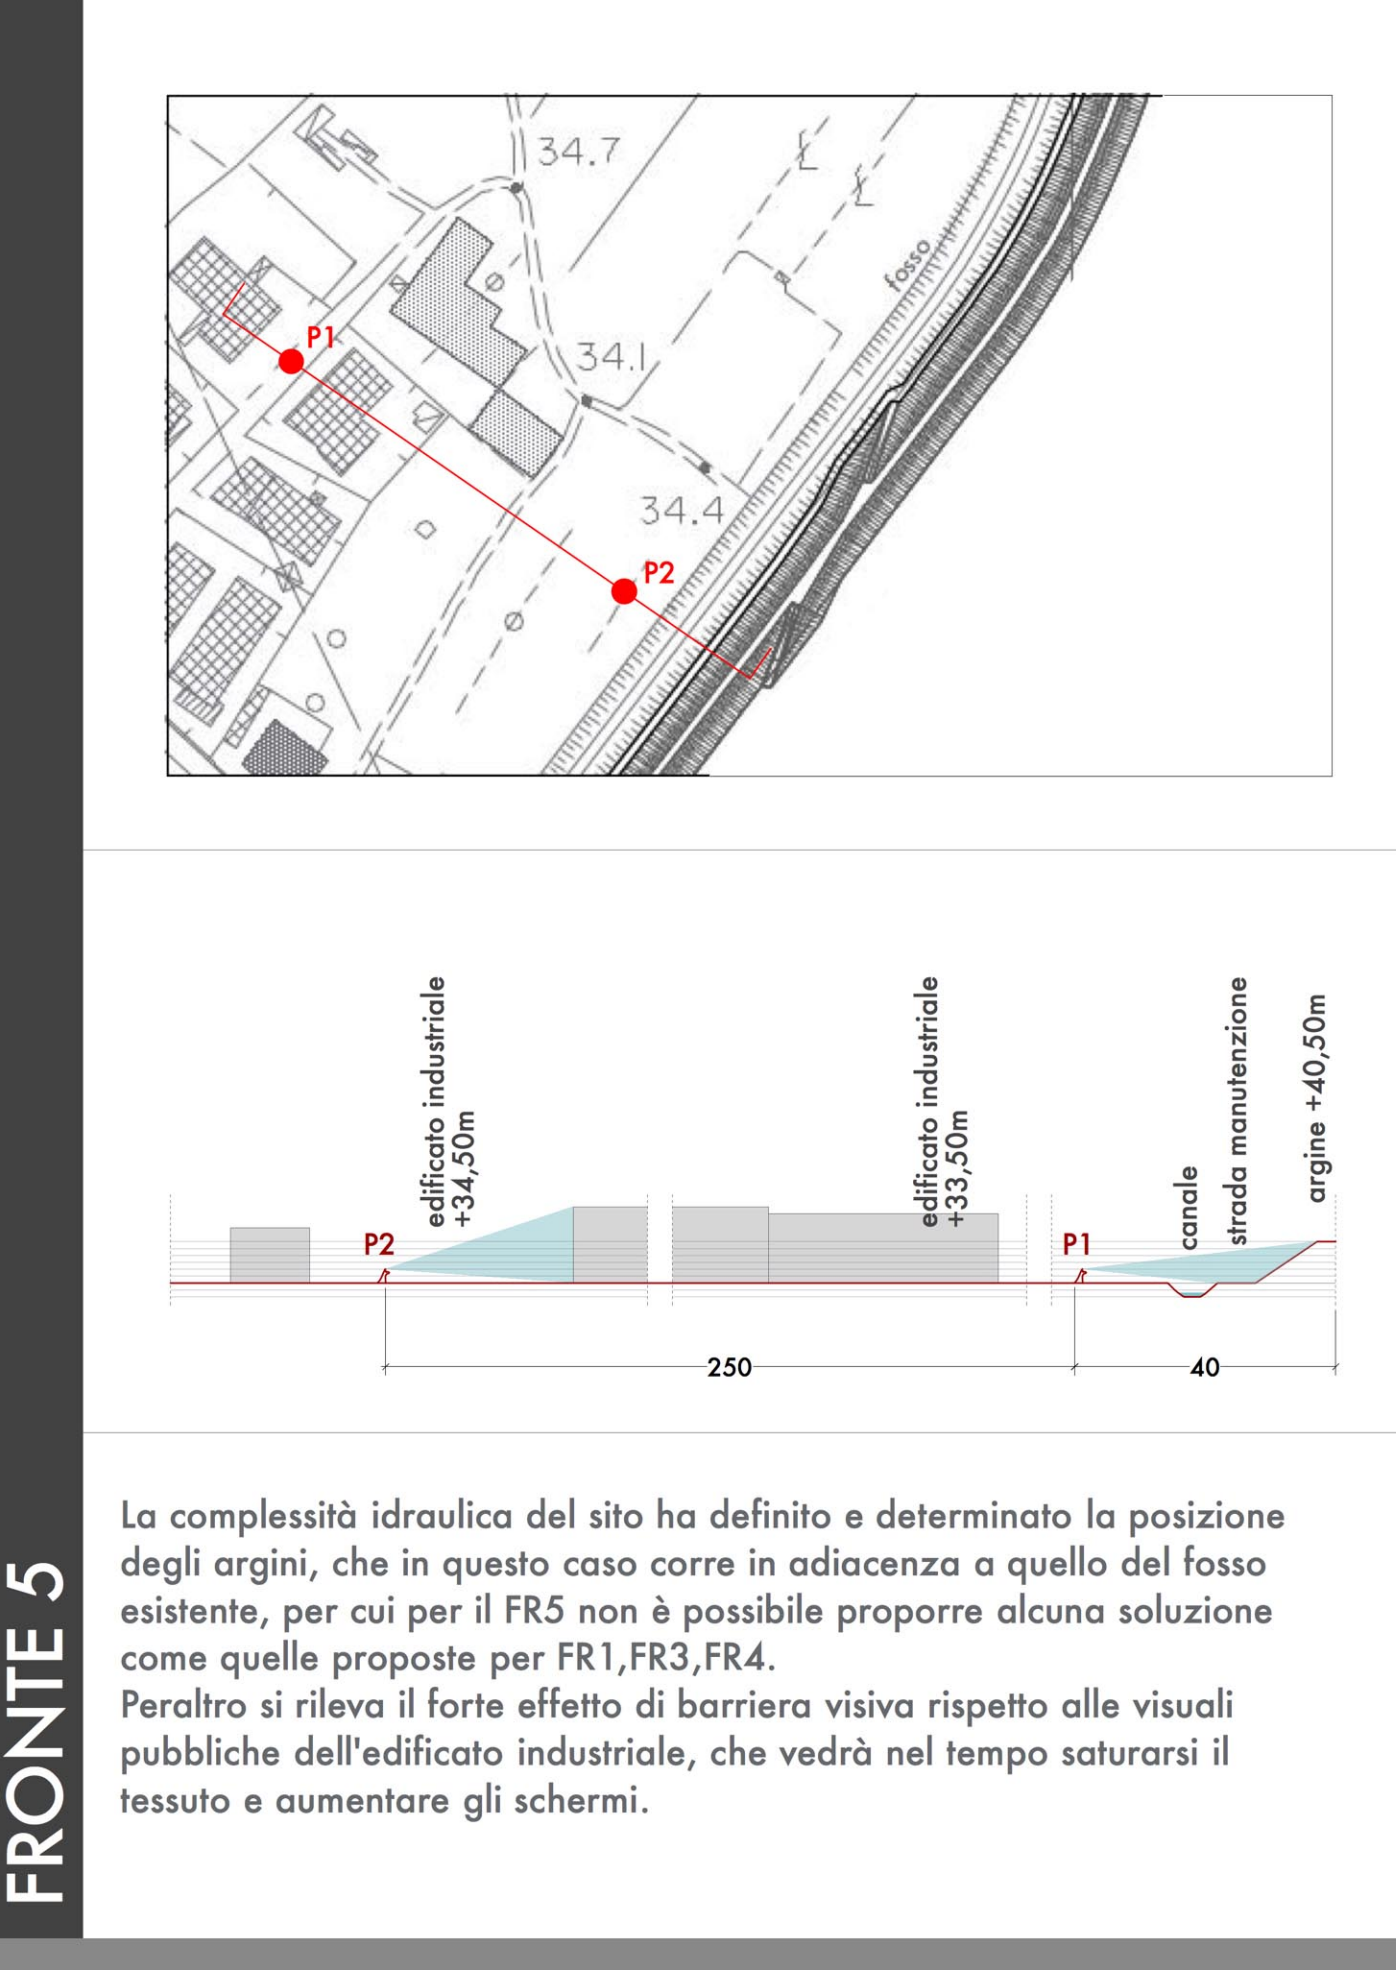 34.7
fosso
P1
34.1
34.4
P2
edificato industriale
+34,50m
edificato industriale
+33,50m
canale
strada manutenzione
argine +40,50m
P2
P1
250
40
La complessità idraulica del sito ha definito e determinato la posizione
degli argini, che in questo caso corre in adiacenza a quello del fosso
esistente, per cui per il FR5 non è possibile proporre alcuna soluzione
come quelle proposte per FR1,FR3,FR4.
Peraltro si rileva il forte effetto di barriera visiva rispetto alle visuali
pubbliche dell'edificato industriale, che vedrà nel tempo saturarsi il
tessuto e aumentare gli schermi.
FRONTE 5